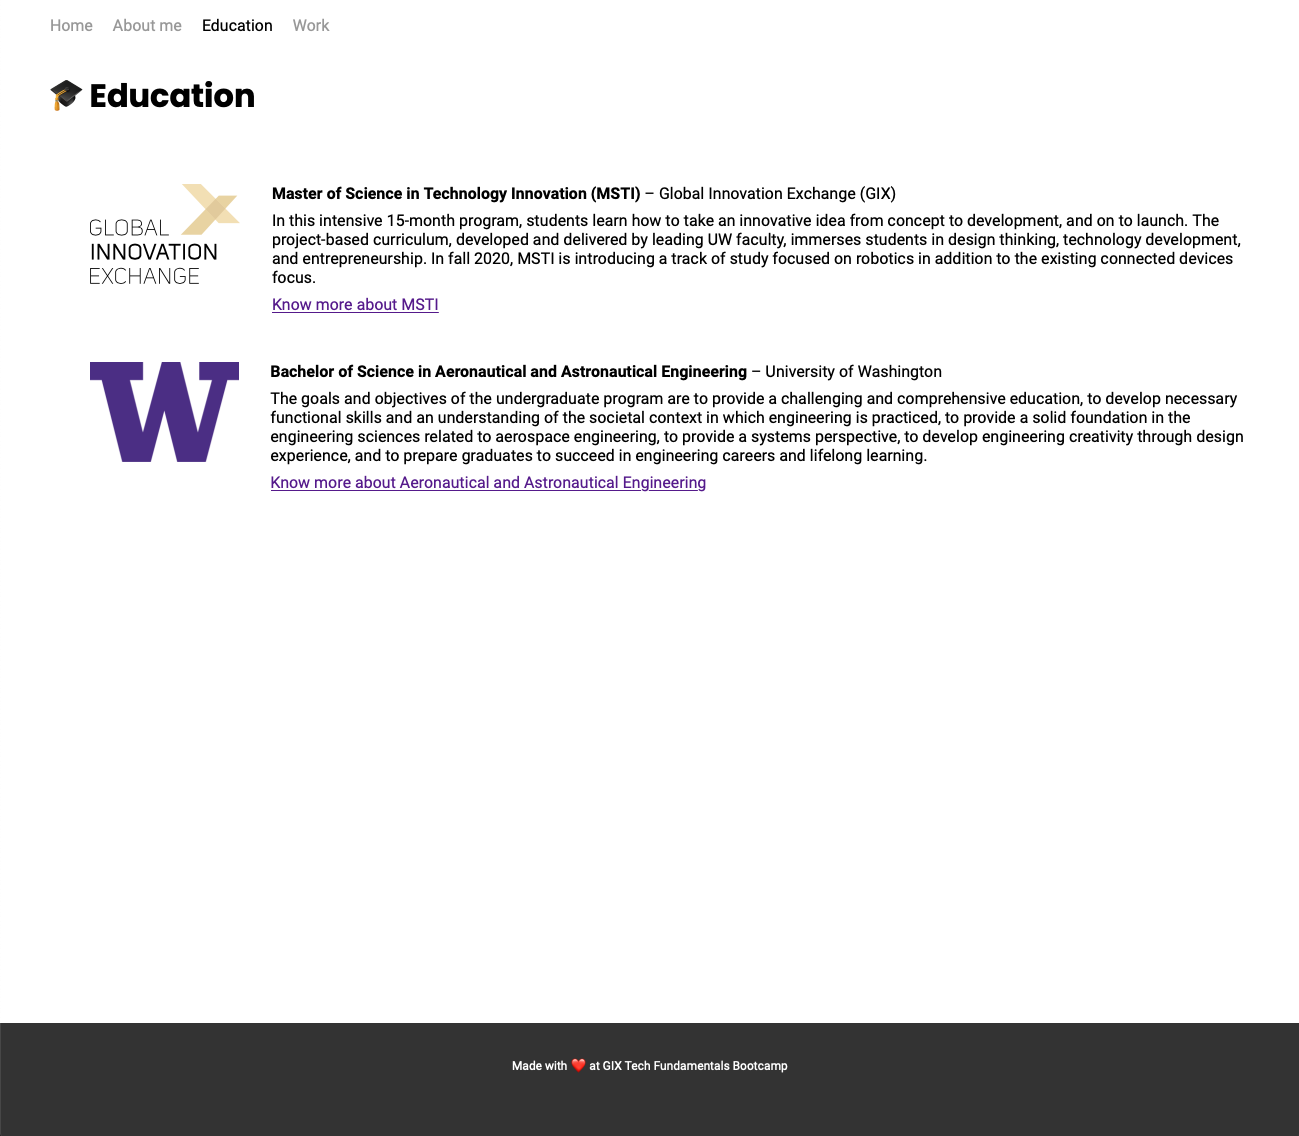 Home About me Education Work
🎓 Education
GLOBAL
INNOVATION
EXCHANGE
Master of Science in Technology Innovation (MSTI) – Global Innovation Exchange (GIX)
In this intensive 15-month program, students learn how to take an innovative idea from concept to development, and on to launch. The
project-based curriculum, developed and delivered by leading UW faculty, immerses students in design thinking, technology development,
and entrepreneurship. In fall 2020, MSTI is introducing a track of study focused on robotics in addition to the existing connected devices
focus.
Know more about MSTI
W
Bachelor of Science in Aeronautical and Astronautical Engineering – University of Washington
The goals and objectives of the undergraduate program are to provide a challenging and comprehensive education, to develop necessary
functional skills and an understanding of the societal context in which engineering is practiced, to provide a solid foundation in the
engineering sciences related to aerospace engineering, to provide a systems perspective, to develop engineering creativity through design
experience, and to prepare graduates to succeed in engineering careers and lifelong learning.
Know more about Aeronautical and Astronautical Engineering
Made with ❤️ at GIX Tech Fundamentals Bootcamp